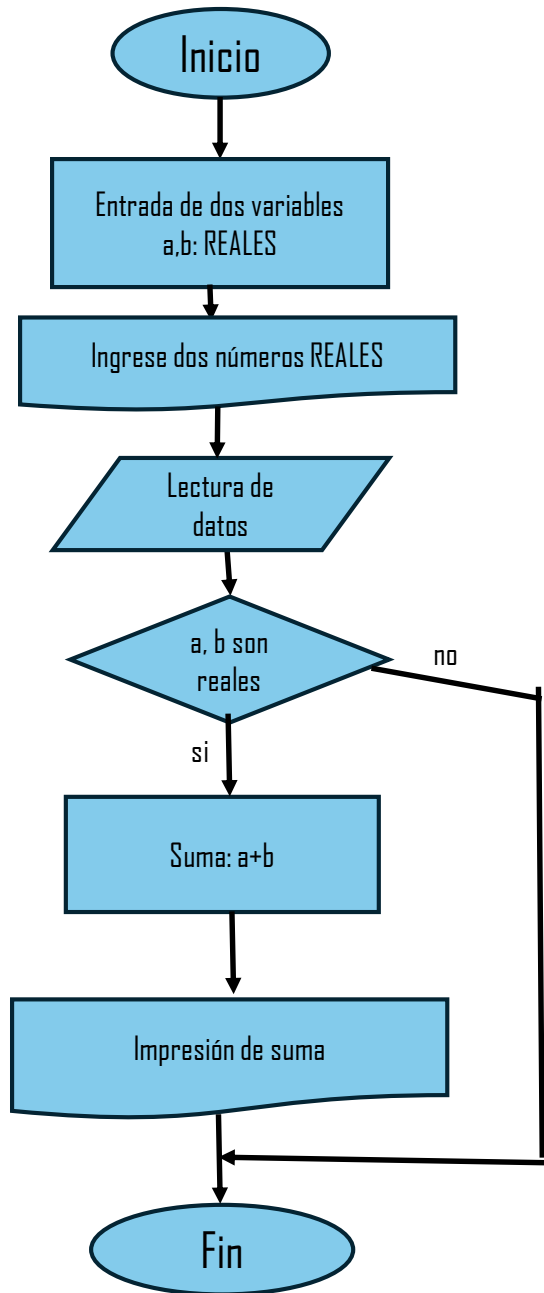 Inicio
Entrada de dos variables
a,b: REALES
Ingrese dos números REALES
Lectura de
datos
a, b son
reales
no
si
Suma: a+b
Impresión de suma
Fin